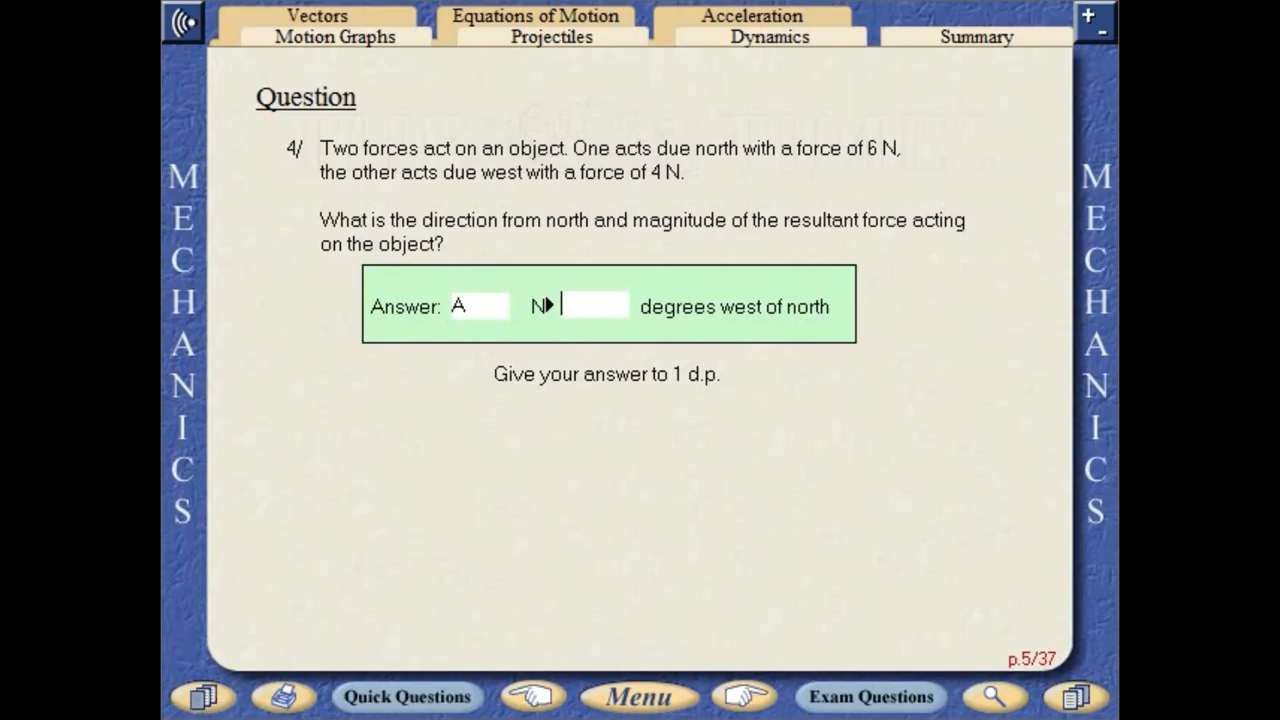 Vectors Equations of Motion Acceleration + -
Motion Graphs Projectiles Dynamics Summary
Question
4/ Two forces act on an object. One acts due north with a force of 6 N,
the other acts due west with a force of 4 N.
What is the direction from north and magnitude of the resultant force acting
on the object?
Answer: A N degrees west of north
Give your answer to 1 d.p.
MECHANICS
MECHANICS
p.5/37
Quick Questions Menu Exam Questions